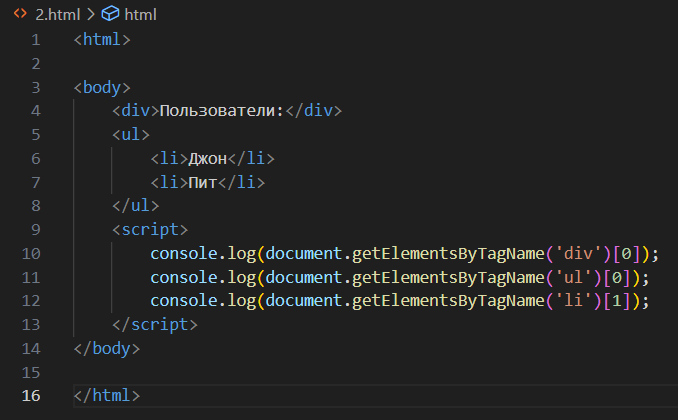 <> 2.html > html
1 <html>
2
3 <body>
4     <div>Пользователи:</div>
5     <ul>
6         <li>Джон</li>
7         <li>Пит</li>
8     </ul>
9     <script>
10         console.log(document.getElementsByTagName('div')[0]);
11         console.log(document.getElementsByTagName('ul')[0]);
12         console.log(document.getElementsByTagName('li')[1]);
13     </script>
14 </body>
15
16 </html>